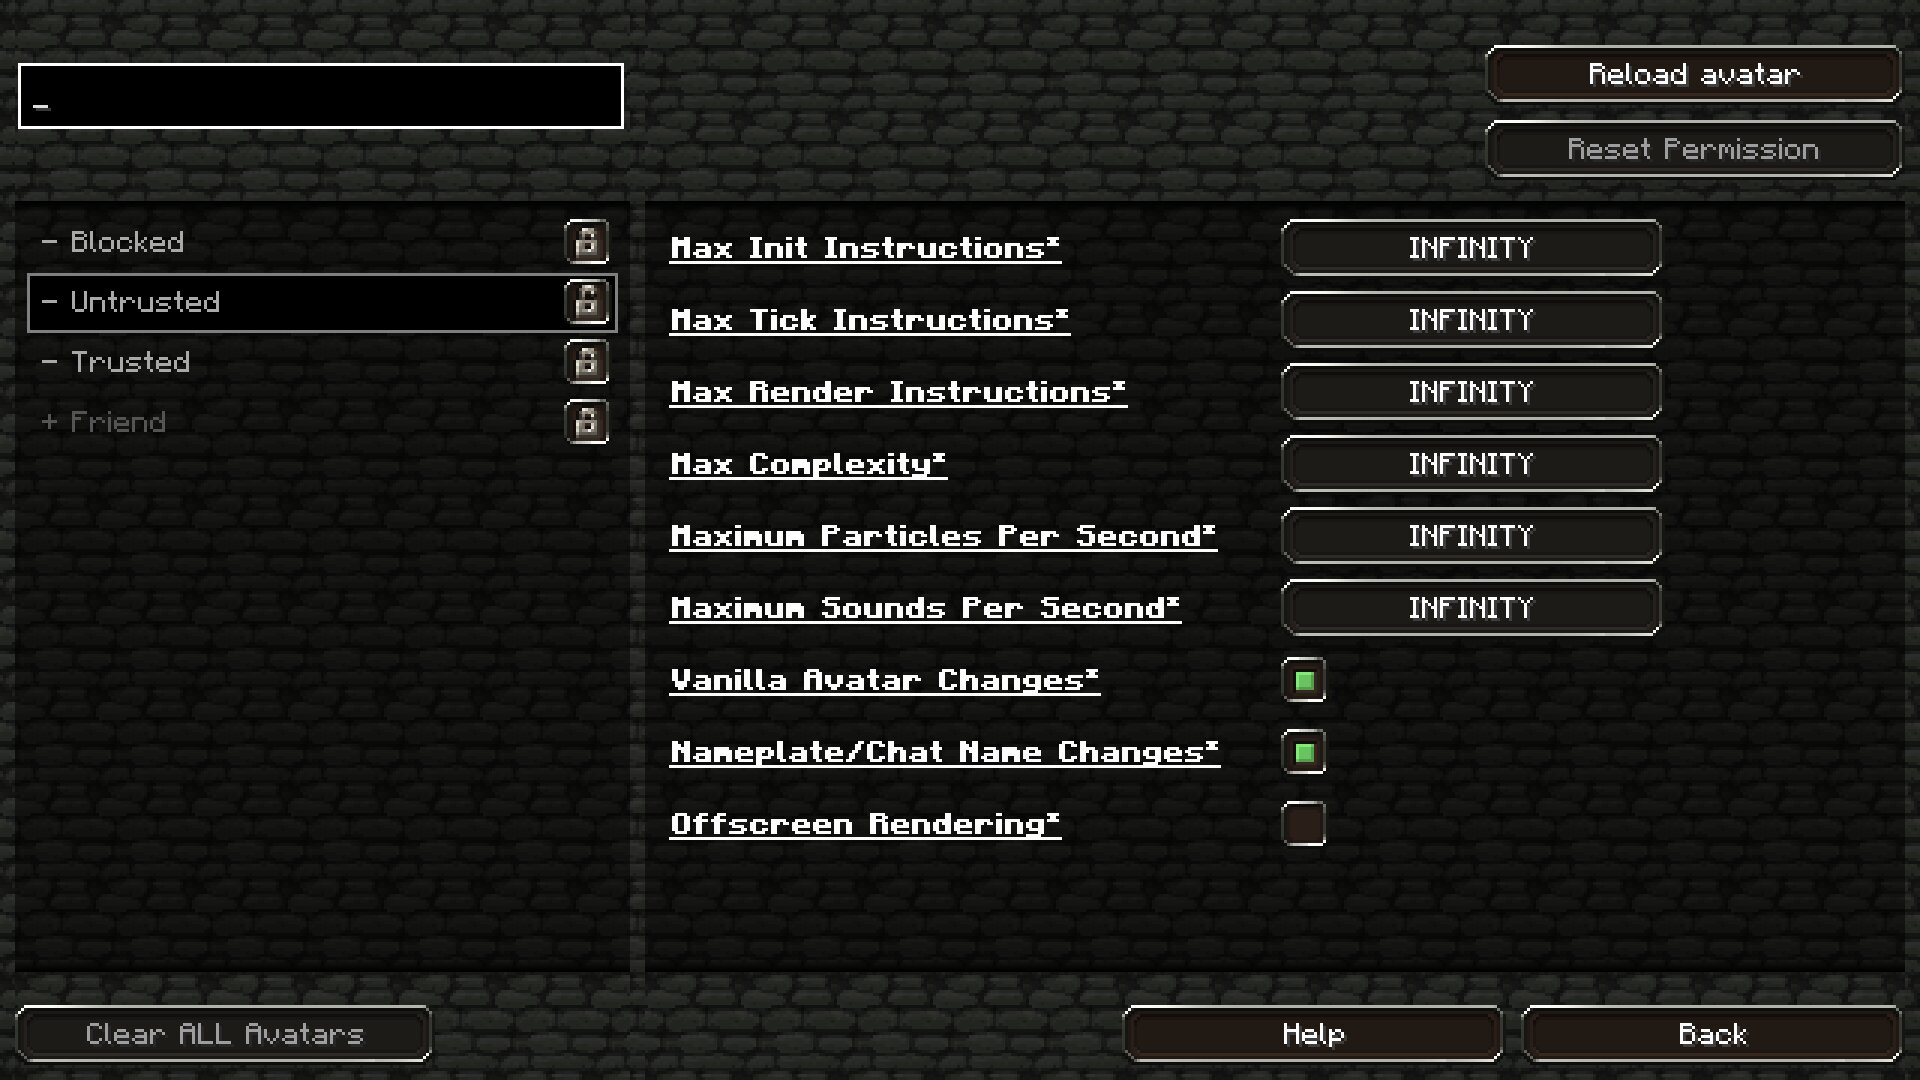 _
Reload avatar
Reset Permission
- Blocked
- Untrusted
- Trusted
+ Friend
Max Init Instructions* INFINITY
Max Tick Instructions* INFINITY
Max Render Instructions* INFINITY
Max Complexity* INFINITY
Maximum Particles Per Second* INFINITY
Maximum Sounds Per Second* INFINITY
Vanilla Avatar Changes*
Nameplate/Chat Name Changes*
Offscreen Rendering*
Clear ALL Avatars
Help
Back